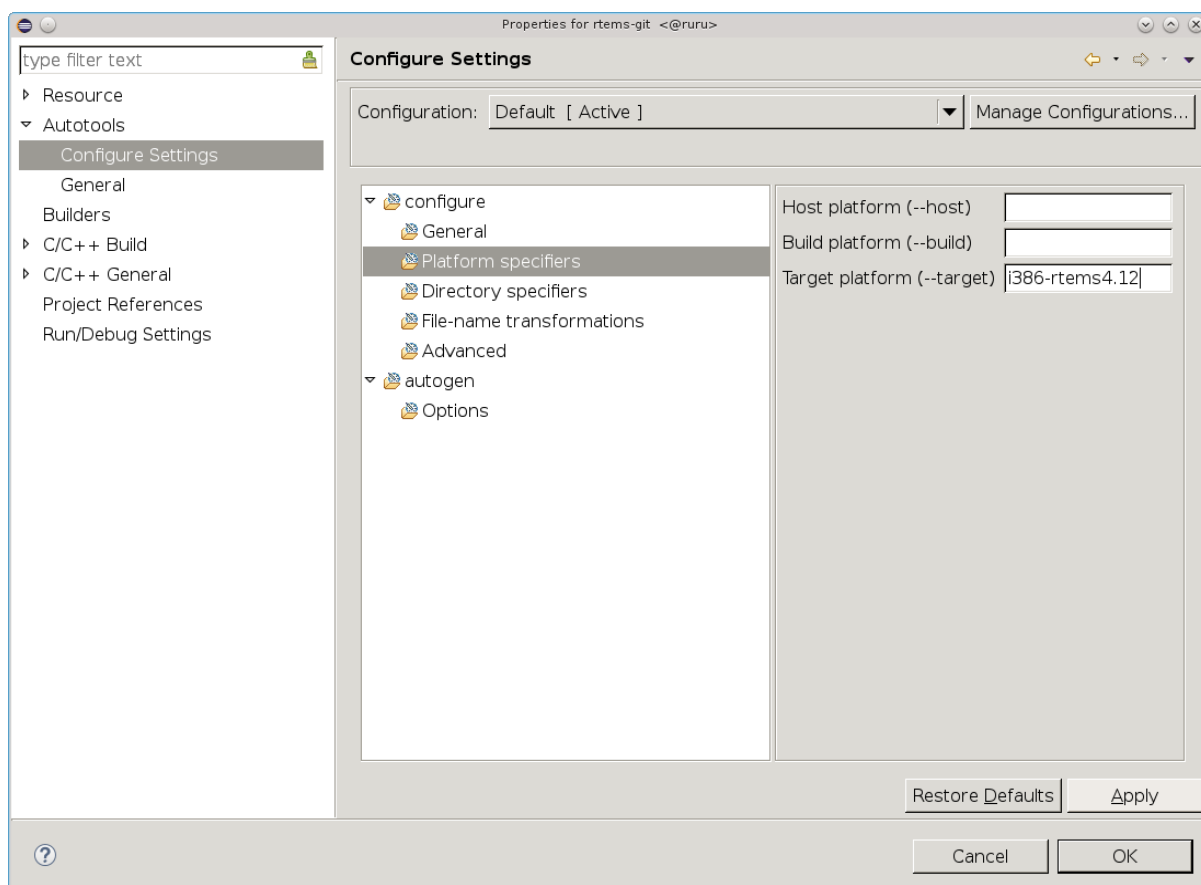 Properties for rtems-git <@ruru>
type filter text
Resource
Autotools
Configure Settings
General
Builders
C/C++ Build
C/C++ General
Project References
Run/Debug Settings
Configure Settings
Configuration: Default [ Active ] Manage Configurations...
configure
General
Platform specifiers
Directory specifiers
File-name transformations
Advanced
autogen
Options
Host platform (--host)
Build platform (--build)
Target platform (--target) i386-rtems4.12
Restore Defaults Apply
Cancel OK